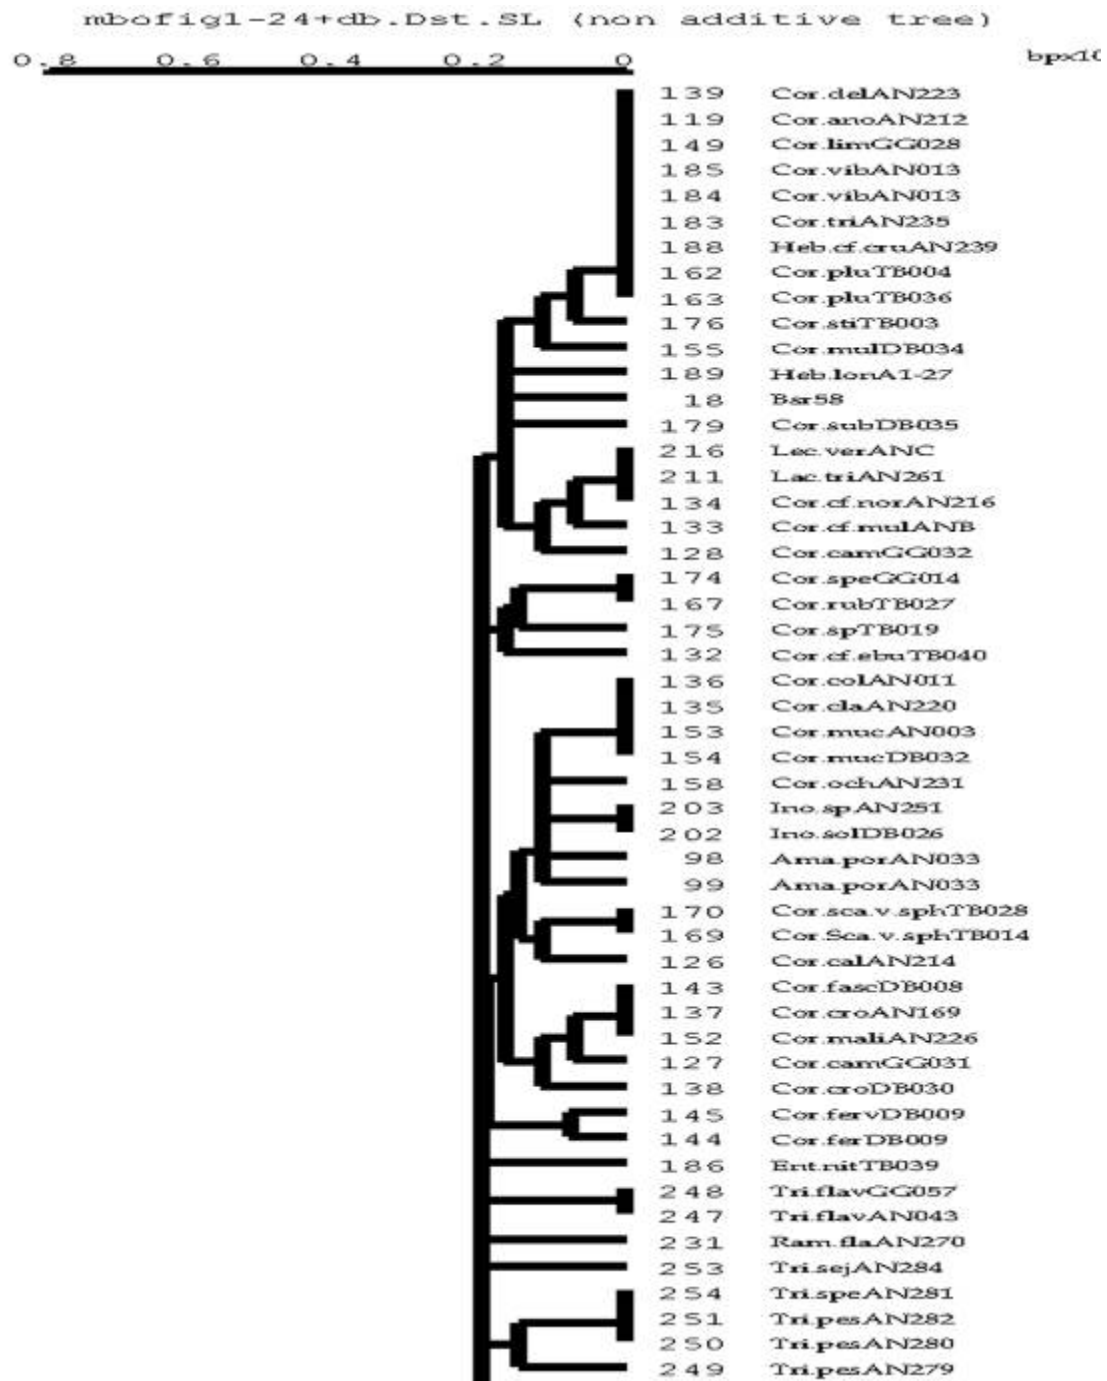 mbofig1-24+db.Dst.SL (non additive tree)
0.8 0.6 0.4 0.2 0 bpx10
139 Cor.delAN223
119 Cor.anoAN212
149 Cor.limGG028
185 Cor.vibAN013
184 Cor.vibAN013
183 Cor.triAN235
188 Heb.cf.cruAN239
162 Cor.pluTB004
163 Cor.pluTB036
176 Cor.stiTB003
155 Cor.mulDB034
189 Heb.lonA1-27
18 Bsr58
179 Cor.subDB035
216 Lec.verANC
211 Lac.triAN261
134 Cor.cf.norAN216
133 Cor.cf.mulANB
128 Cor.camGG032
174 Cor.speGG014
167 Cor.rubTB027
175 Cor.spTB019
132 Cor.cf.ebuTB040
136 Cor.colAN011
135 Cor.claAN220
153 Cor.mucAN003
154 Cor.mucDB032
158 Cor.ochAN231
203 Ino.spAN251
202 Ino.solDB026
98 Ama.porAN033
99 Ama.porAN033
170 Cor.sca.v.sphTB028
169 Cor.Sca.v.sphTB014
126 Cor.calAN214
143 Cor.fascDB008
137 Cor.croAN169
152 Cor.maliAN226
127 Cor.camGG031
138 Cor.croDB030
145 Cor.fervDB009
144 Cor.ferDB009
186 Ent.nitTB039
248 Tri.flavGG057
247 Tri.flavAN043
231 Ram.flaAN270
253 Tri.sejAN284
254 Tri.speAN281
251 Tri.pesAN282
250 Tri.pesAN280
249 Tri.pesAN279